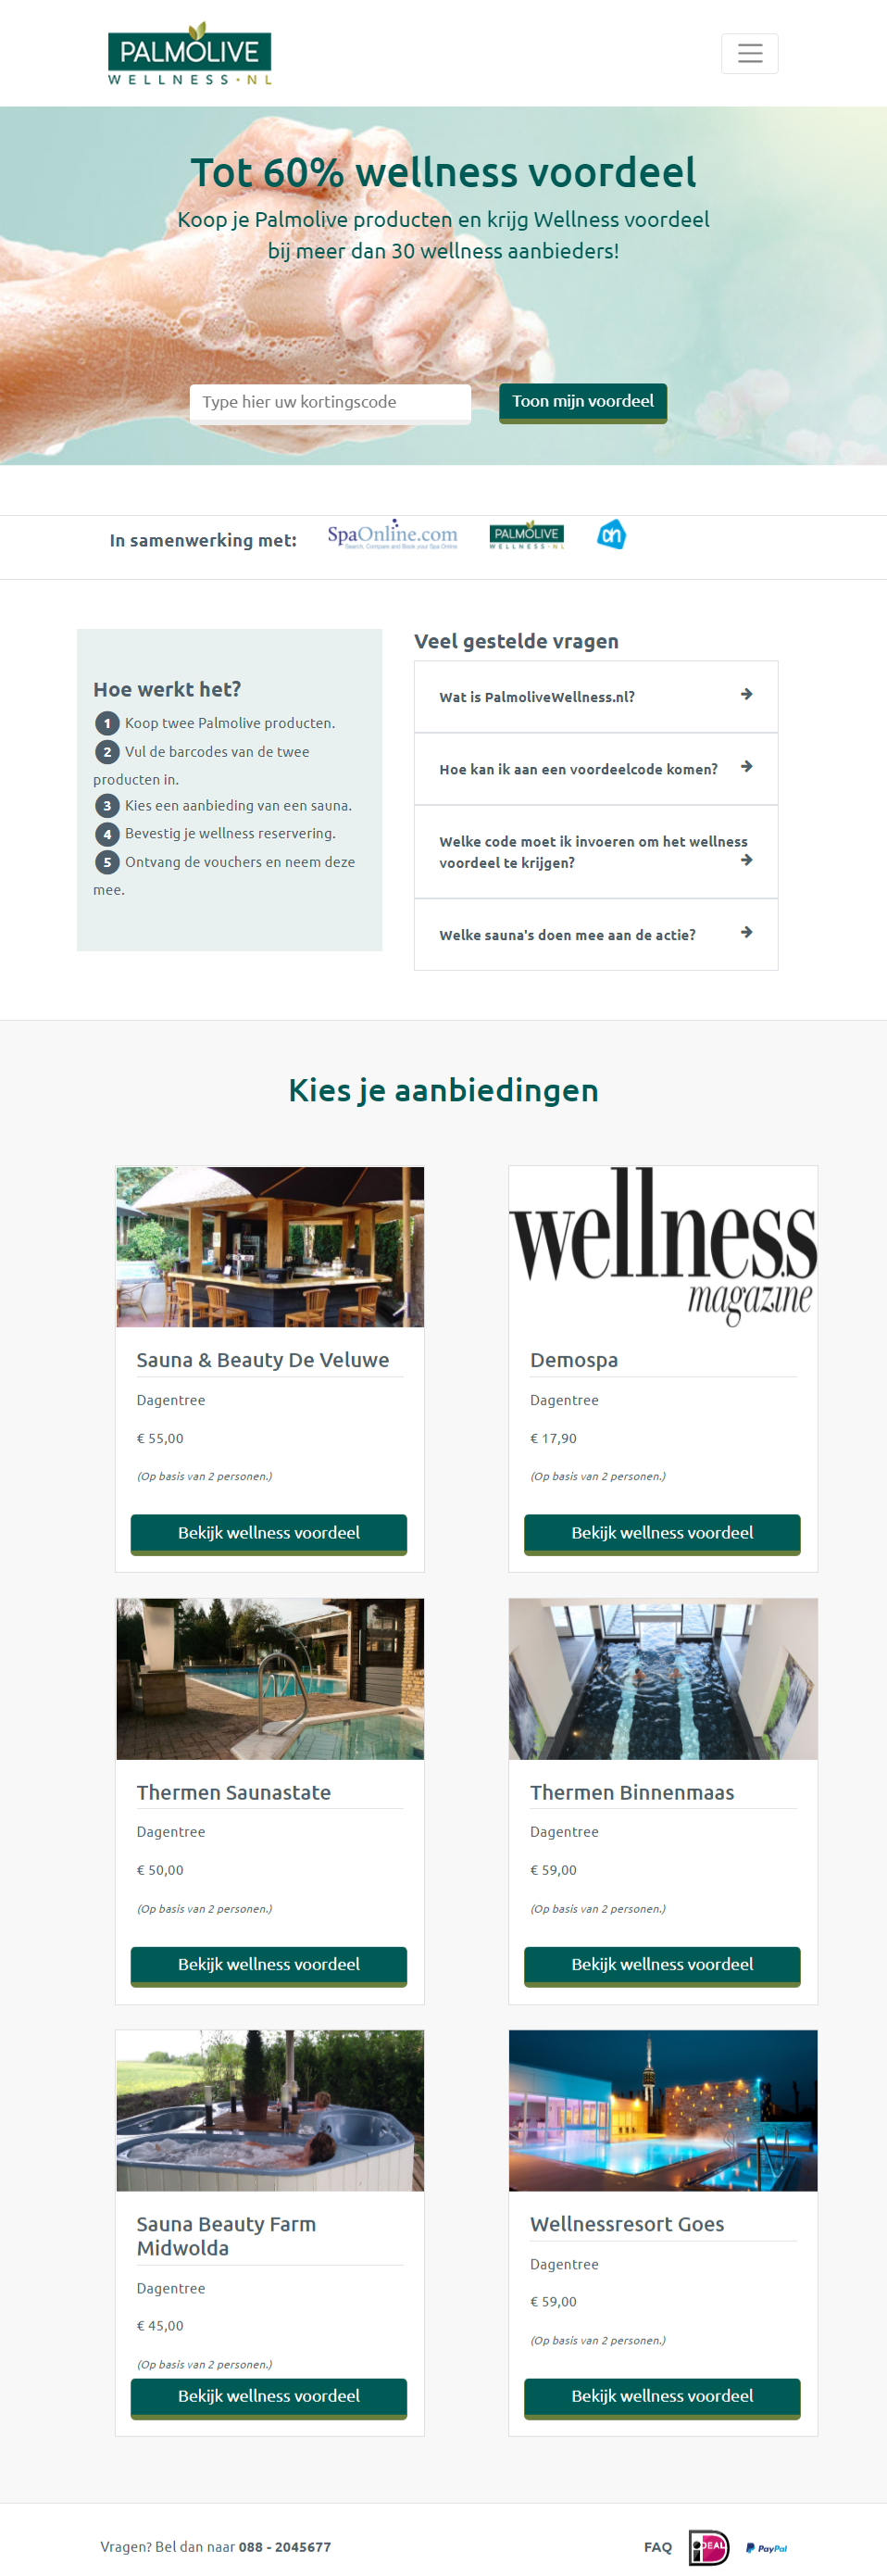 PALMOLIVE
WELLNESS•NL
Tot 60% wellness voordeel
Koop je Palmolive producten en krijg Wellness voordeel
bij meer dan 30 wellness aanbieders!
Type hier uw kortingscode
Toon mijn voordeel
In samenwerking met:
SpaOnline.com
Search, Compare and Book your Spa Online
PALMOLIVE
WELLNESS•NL
ah
Hoe werkt het?
1 Koop twee Palmolive producten.
2 Vul de barcodes van de twee
producten in.
3 Kies een aanbieding van een sauna.
4 Bevestig je wellness reservering.
5 Ontvang de vouchers en neem deze
mee.
Veel gestelde vragen
Wat is PalmoliveWellness.nl?
Hoe kan ik aan een voordeelcode komen?
Welke code moet ik invoeren om het wellness
voordeel te krijgen?
Welke sauna's doen mee aan de actie?
Kies je aanbiedingen
Sauna & Beauty De Veluwe
Dagentree
€ 55,00
(Op basis van 2 personen.)
Bekijk wellness voordeel
wellness
magazine
Demospa
Dagentree
€ 17,90
(Op basis van 2 personen.)
Bekijk wellness voordeel
Thermen Saunastate
Dagentree
€ 50,00
(Op basis van 2 personen.)
Bekijk wellness voordeel
Thermen Binnenmaas
Dagentree
€ 59,00
(Op basis van 2 personen.)
Bekijk wellness voordeel
Sauna Beauty Farm
Midwolda
Dagentree
€ 45,00
(Op basis van 2 personen.)
Bekijk wellness voordeel
Wellnessresort Goes
Dagentree
€ 59,00
(Op basis van 2 personen.)
Bekijk wellness voordeel
Vragen? Bel dan naar 088 - 2045677
FAQ
iDEAL
PayPal